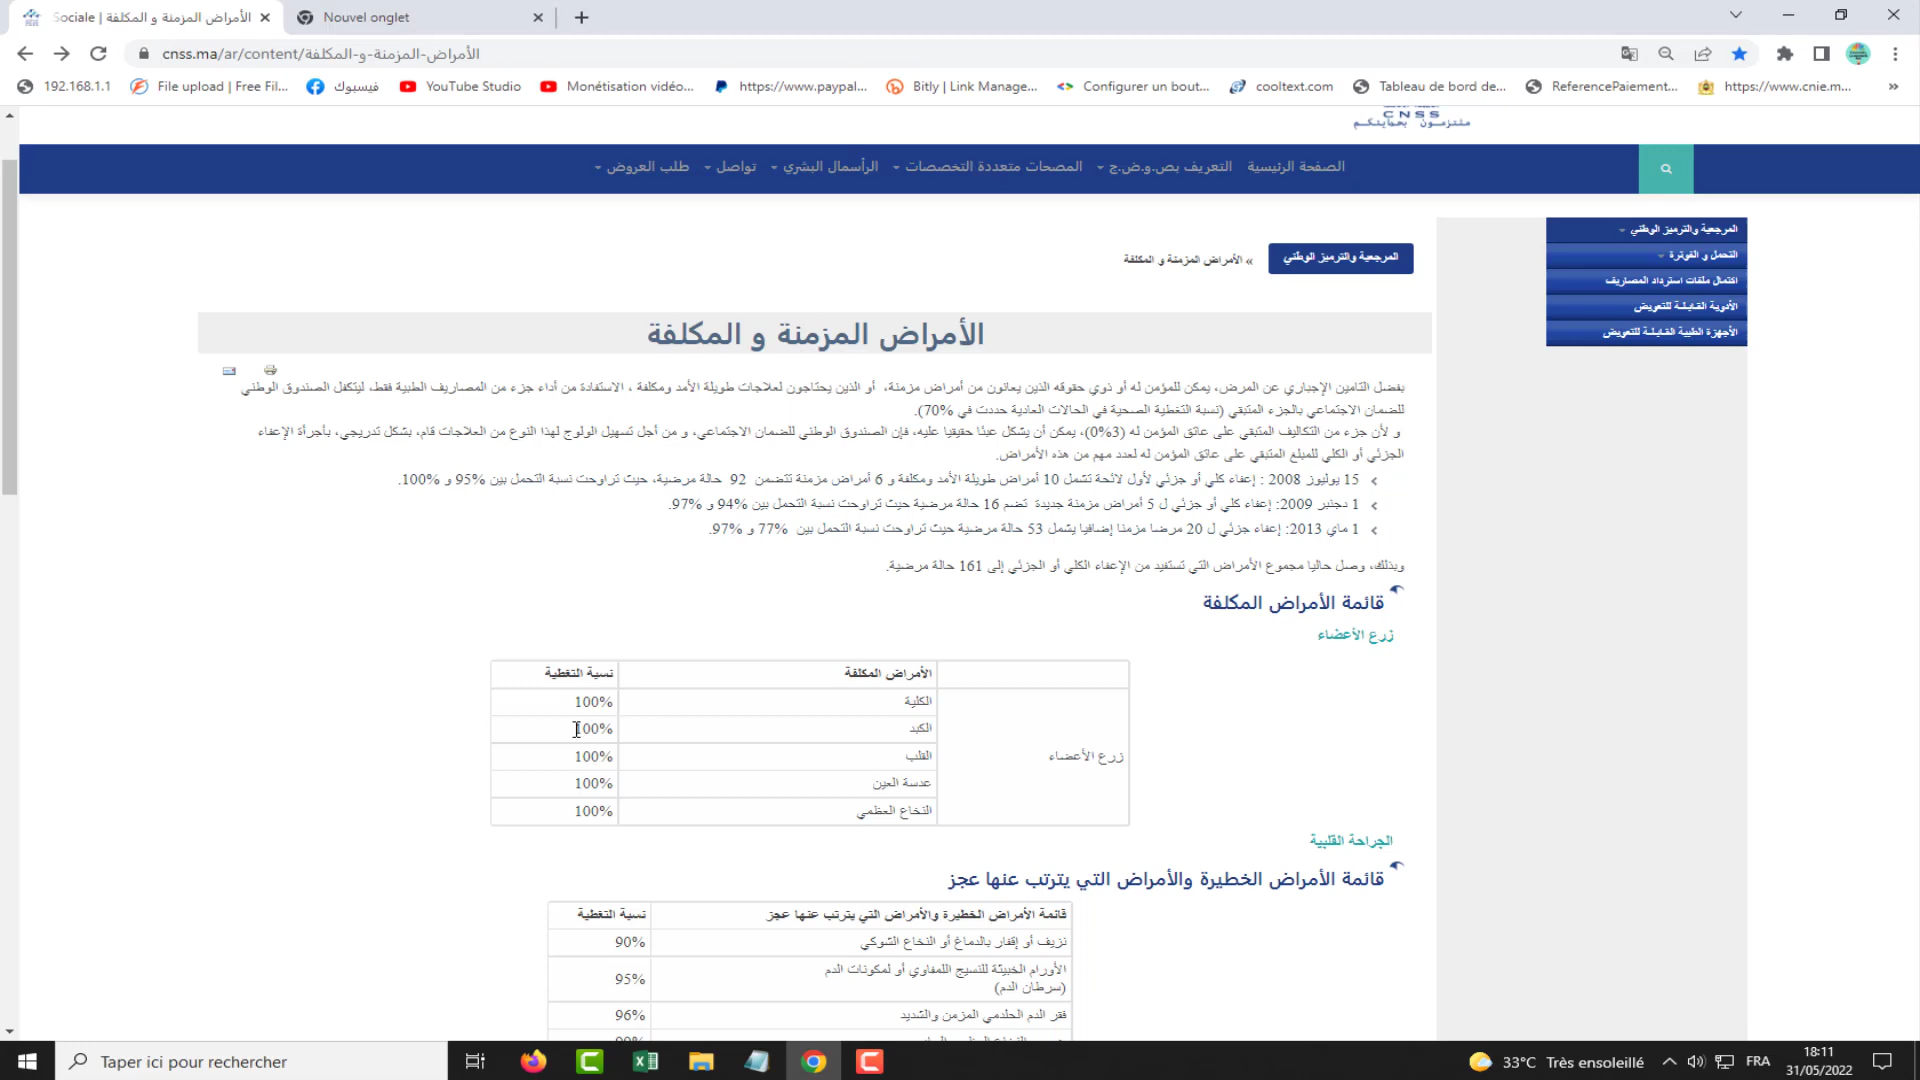 الأمراض المزمنة و المكلفة | Sociale
Nouvel onglet
cnss.ma/ar/content/الأمراض-المزمنة-و-المكلفة
192.168.1.1
File upload | Free Fil...
فيسبوك
YouTube Studio
Monétisation vidéo...
https://www.paypal...
Bitly | Link Manage...
Configurer un bout...
cooltext.com
Tableau de bord de...
ReferencePaiement...
https://www.cnie.m...
CNSS
ملتزمون بحمايتكم
الصفحة الرئيسية
التعريف بص.و.ض.ج
المصحات متعددة التخصصات
الرأسمال البشري
تواصل
طلب العروض
المرجعية والترميز الوطني
التحمل و الفوترة
اكتمال ملفات استرداد المصاريف
الأدوية القابلة للتعويض
الأجهزة الطبية القابلة للتعويض
المرجعية والترميز الوطني » الأمراض المزمنة و المكلفة
الأمراض المزمنة و المكلفة
بفضل التامين الإجباري عن المرض، يمكن للمؤمن له أو ذوي حقوقه الذين يعانون من أمراض مزمنة، أو الذين يحتاجون لعلاجات طويلة الأمد ومكلفة ، الاستفادة من أداء جزء من المصاريف الطبية فقط، ليتكفل الصندوق الوطني
للضمان الاجتماعي بالجزء المتبقي (نسبة التغطية الصحية في الحالات العادية حددت في 70%).
و لأن جزء من التكاليف المتبقي على عاتق المؤمن له (3%0)، يمكن أن يشكل عبئا حقيقيا عليه، فإن الصندوق الوطني للضمان الاجتماعي، و من أجل تسهيل الولوج لهذا النوع من العلاجات قام، بشكل تدريجي، بأجرأة الإعفاء
الجزئي أو الكلي للمبلغ المتبقي على عاتق المؤمن له لعدد مهم من هذه الأمراض.
15 يوليوز 2008 : إعفاء كلي أو جزئي لأول لائحة تشمل 10 أمراض طويلة الأمد ومكلفة و 6 أمراض مزمنة تتضمن 92 حالة مرضية، حيث تراوحت نسبة التحمل بين 95% و 100%.
1 دجنبر 2009: إعفاء كلي أو جزئي ل 5 أمراض مزمنة جديدة تضم 16 حالة مرضية حيث تراوحت نسبة التحمل بين 94% و 97%.
1 ماي 2013: إعفاء جزئي ل 20 مرضا مزمنا إضافيا يشمل 53 حالة مرضية حيث تراوحت نسبة التحمل بين 77% و 97%.
وبذلك، وصل حاليا مجموع الأمراض التي تستفيد من الإعفاء الكلي أو الجزئي إلى 161 حالة مرضية.
قائمة الأمراض المكلفة
زرع الأعضاء
الأمراض المكلفة نسبة التغطية
الكلية 100%
الكبد 100%
زرع الأعضاء القلب 100%
عدسة العين 100%
النخاع العظمي 100%
الجراحة القلبية
قائمة الأمراض الخطيرة والأمراض التي يترتب عنها عجز
قائمة الأمراض الخطيرة والأمراض التي يترتب عنها عجز نسبة التغطية
نزيف أو إقفار بالدماغ أو النخاع الشوكي 90%
الأورام الخبيثة للنسيج اللمفاوي أو لمكونات الدم
(سرطان الدم) 95%
فقر الدم الحلدمي المزمن والشديد 96%
Taper ici pour rechercher
33°C Très ensoleillé
FRA
18:11
31/05/2022